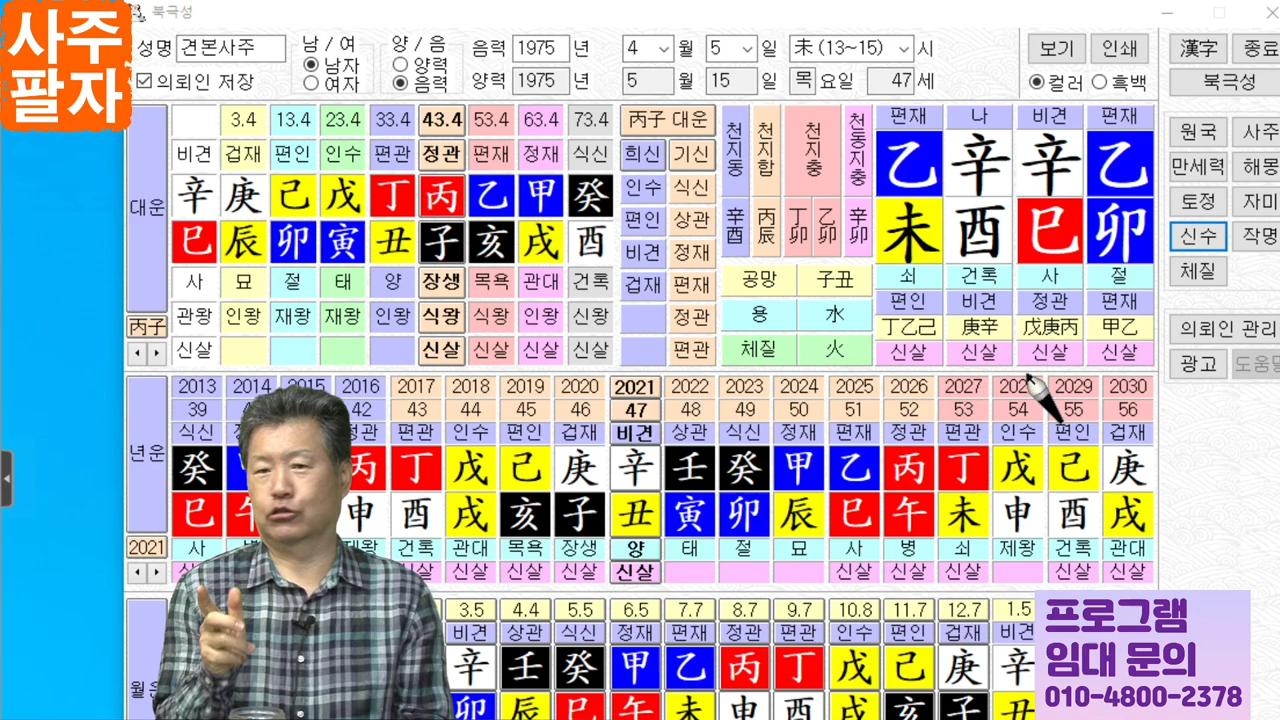 북극성
사주
팔자
성명 견본사주
남 / 여
양 / 음
음력 1975 년 4 월 5 일 未 (13~15) 시
보기 인쇄
漢字 종료
남자 양력
☑의뢰인 저장
여자 음력
양력 1975 년 5 월 15 일 목 요일 47 세
컬러 흑백
북극성
3.4 13.4 23.4 33.4 43.4 53.4 63.4 73.4
丙子 대운
비견 겁재 편인 인수 편관 정관 편재 정재 식신
희신 기신
대운
辛 庚 己 戊 丁 丙 乙 甲 癸
巳 辰 卯 寅 丑 子 亥 戌 酉
인수 식신
편인 상관
비견 정재
겁재 편재
정관
편관
사 묘 절 태 양 장생 목욕 관대 건록
丙子
관왕 인왕 재왕 재왕 인왕 식왕 식왕 인왕 신왕
신살 신살 신살 신살 신살
천지동 천지합 천지충 천동지충
辛酉 丙辰 丁卯 乙卯 辛卯
공망 子丑
용 水
체질 火
편재 나 비견 편재
乙 辛 辛 乙
未 酉 巳 卯
쇠 건록 사 절
편인 비견 정관 편재
丁乙己 庚辛 戊庚丙 甲乙
신살 신살 신살 신살
원국 사주
만세력 해몽
토정 자미
신수 작명
체질
의뢰인 관리
광고 도움말
2013 2014 2015 2016 2017 2018 2019 2020 2021 2022 2023 2024 2025 2026 2027 2029 2030
39 42 43 44 45 46 47 48 49 50 51 52 53 54 55 56
년운
식신 정관 편관 인수 편인 겁재 비견 상관 식신 정재 편재 정관 편관 인수 편인 겁재
癸 丙 丁 戊 己 庚 辛 壬 癸 甲 乙 丙 丁 戊 己 庚
巳 午 申 酉 戌 亥 子 丑 寅 卯 辰 巳 午 未 申 酉 戌
2021
사 제왕 건록 관대 목욕 장생 양 태 절 묘 사 병 쇠 제왕 건록 관대
신살 신살 신살 신살 신살 신살 신살 신살 신살 신살
월운
3.5 4.4 5.5 6.5 7.7 8.7 9.7 10.8 11.7 12.7 1.5
비견 상관 식신 정재 편재 정관 편관 인수 편인 겁재 비견
辛 壬 癸 甲 乙 丙 丁 戊 己 庚 辛
卯 辰 巳 午 未 申 酉 戌 亥 子 丑
프로그램
임대 문의
010-4800-2378